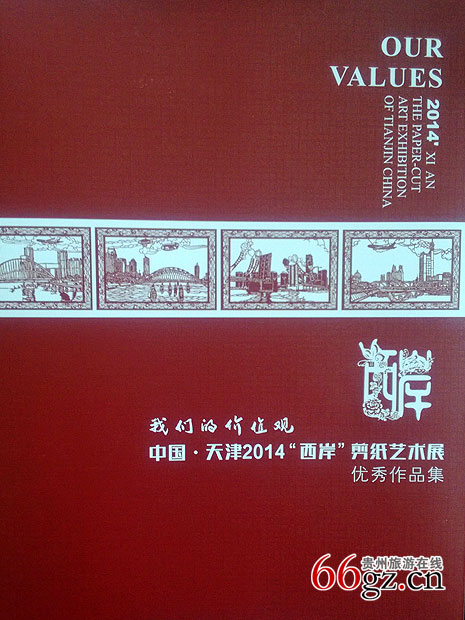 OUR
VALUES
2014' XI AN
THE PAPER-CUT
ART EXHIBITION
OF TIANJIN CHINA
西岸
我们的价值观
中国·天津2014“西岸”剪纸艺术展
优秀作品集
贵州旅游在线
66gz.cn